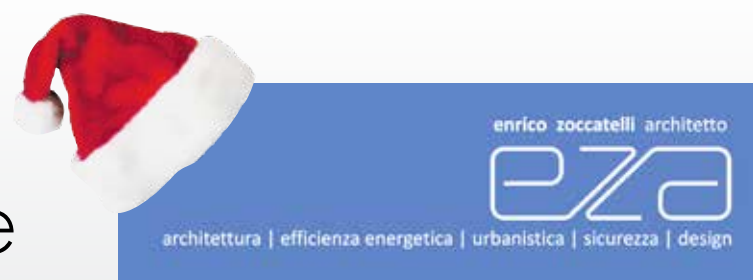 enrico zoccatelli architetto
eza
e
architettura | efficienza energetica | urbanistica | sicurezza | design